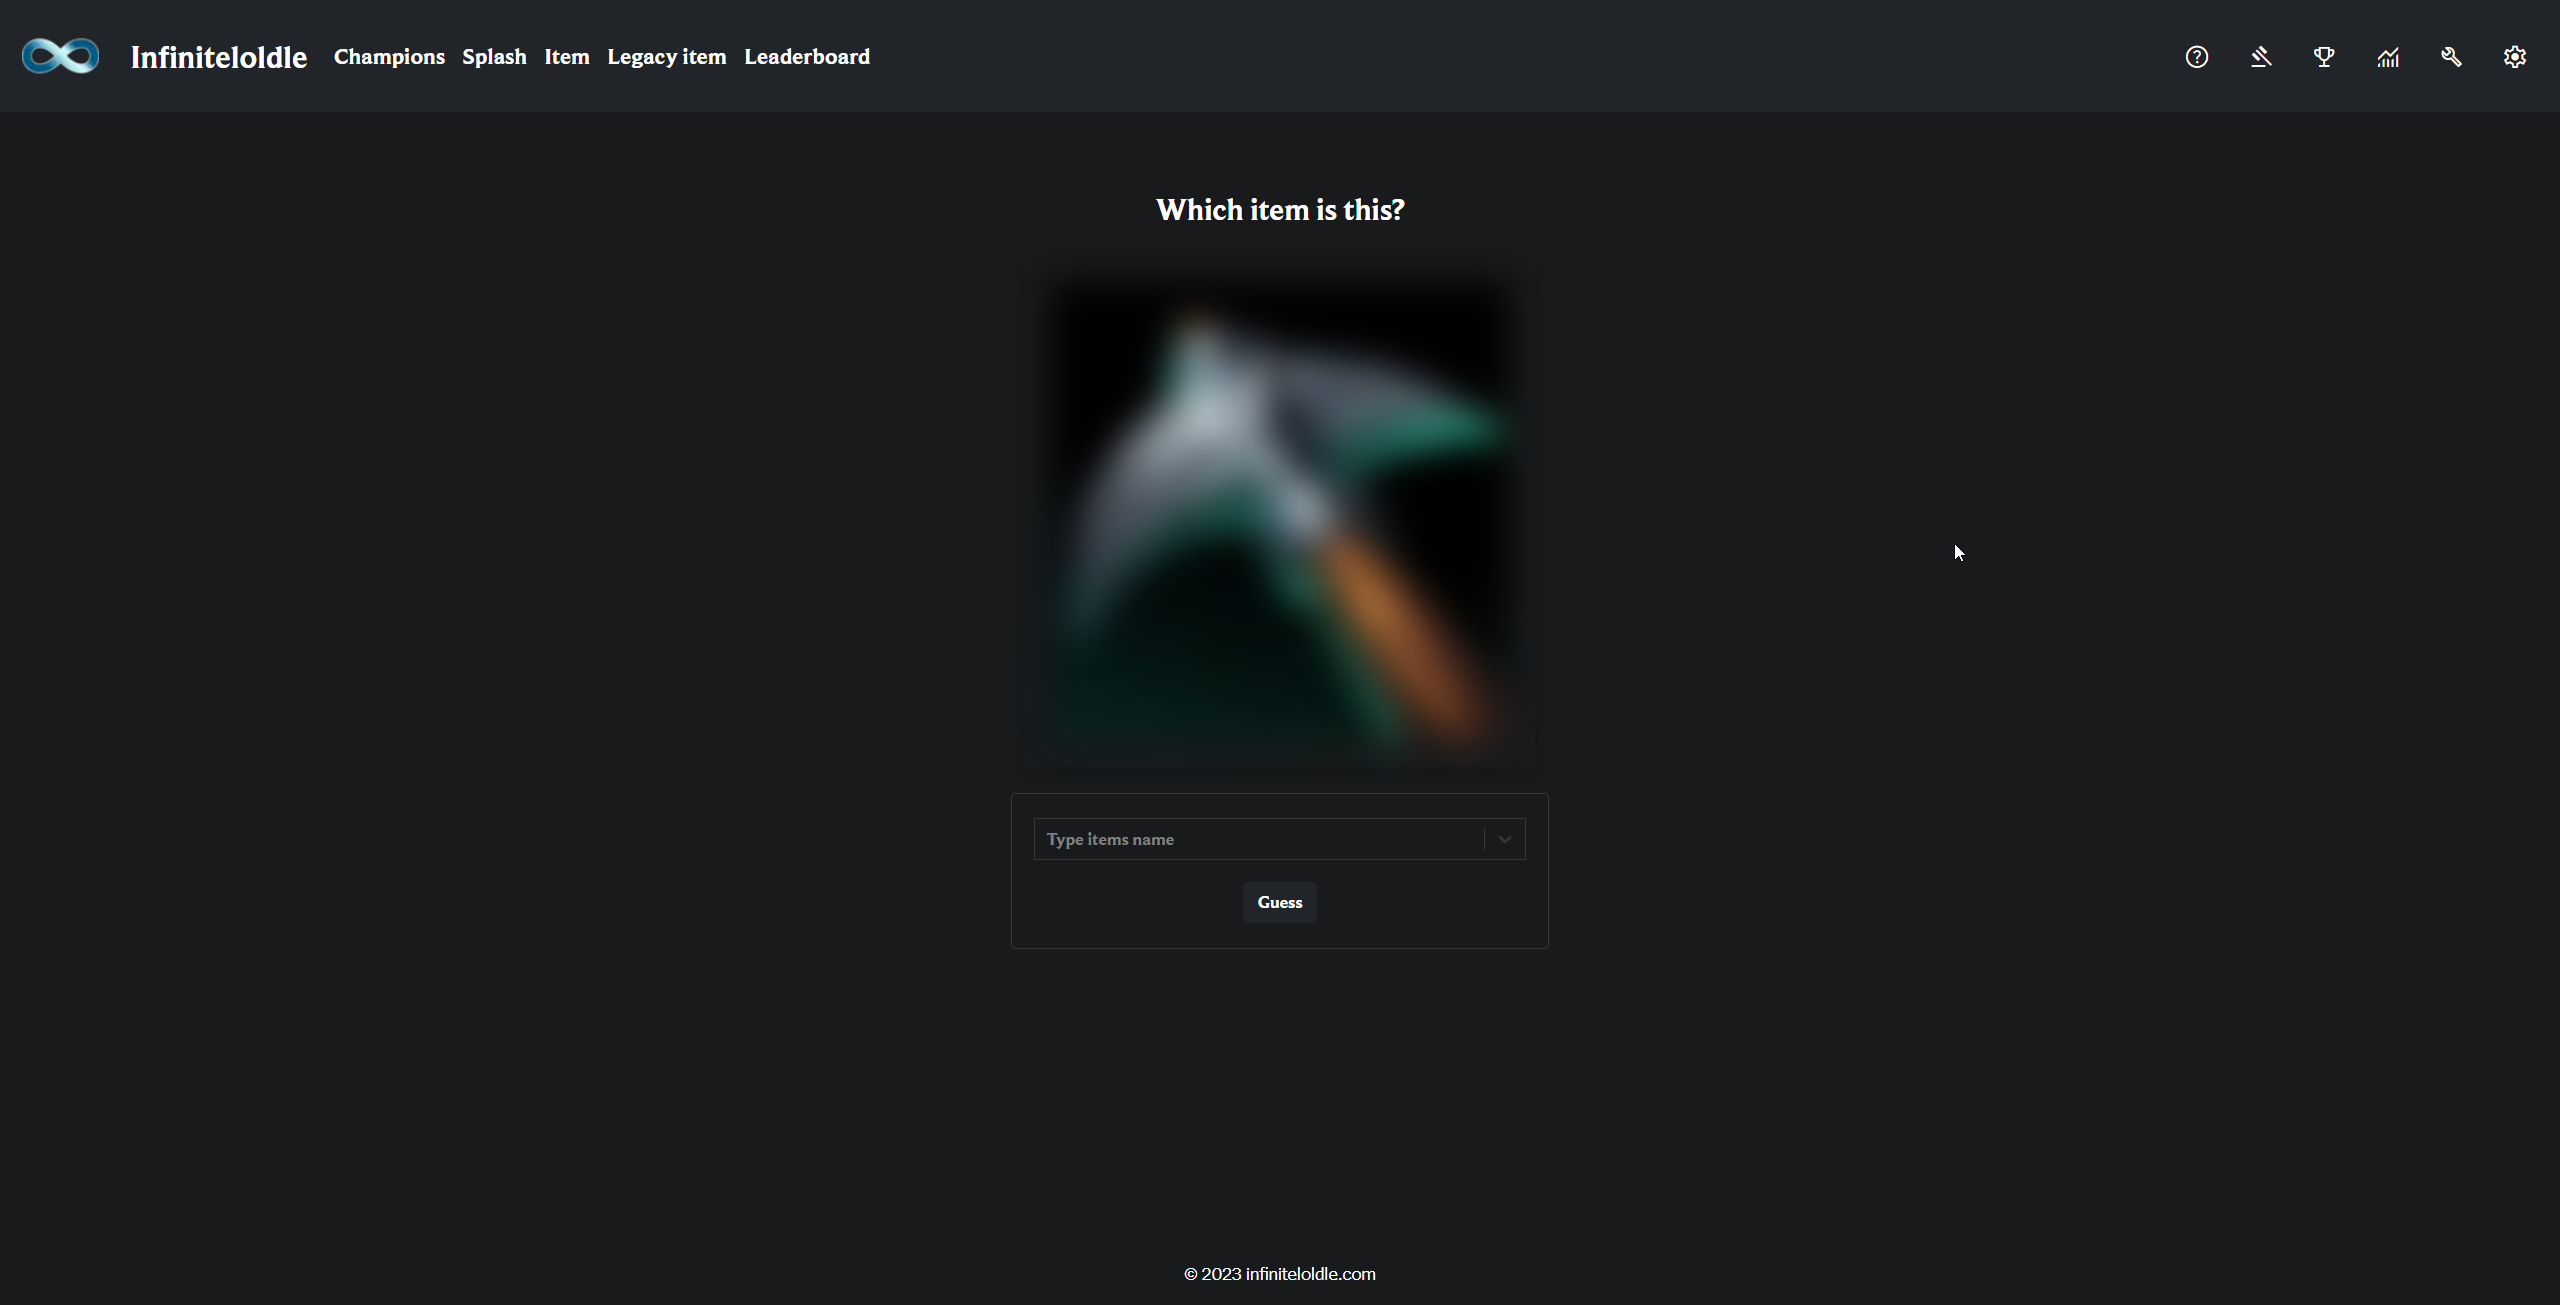 Infiniteloldle Champions Splash Item Legacy item Leaderboard
Which item is this?
Type items name
Guess
© 2023 infiniteloldle.com